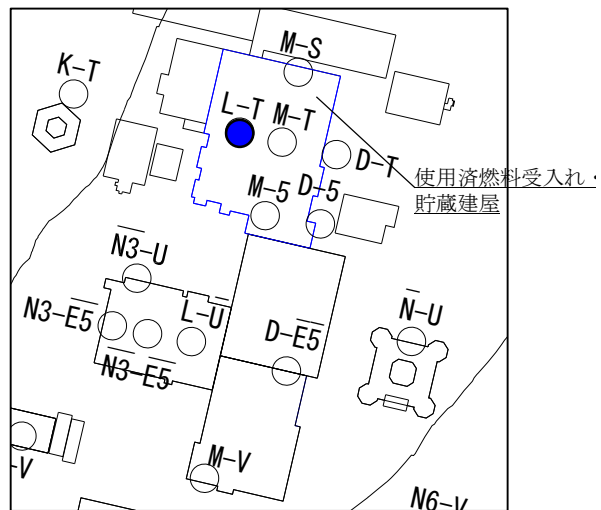 M-S
K-T
L-T
M-T
D-T
使用済燃料受入れ・
貯蔵建屋
M-5
D-5
N3-U
N-U
N3-E5
L-U
D-E5
N3-E5
M-V
-V
N6-V